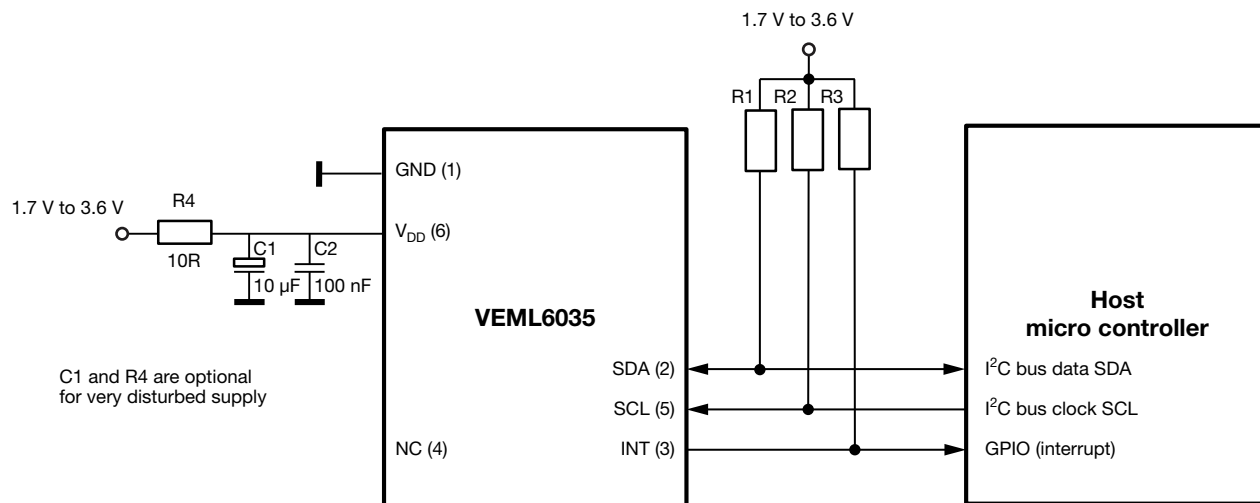 1.7 V to 3.6 V
R1
R2
R3
GND (1)
R4
1.7 V to 3.6 V
V_DD (6)
C1
C2
10R
10 µF
100 nF
VEML6035
Host
micro controller
C1 and R4 are optional
for very disturbed supply
SDA (2)
I²C bus data SDA
SCL (5)
I²C bus clock SCL
NC (4)
INT (3)
GPIO (interrupt)